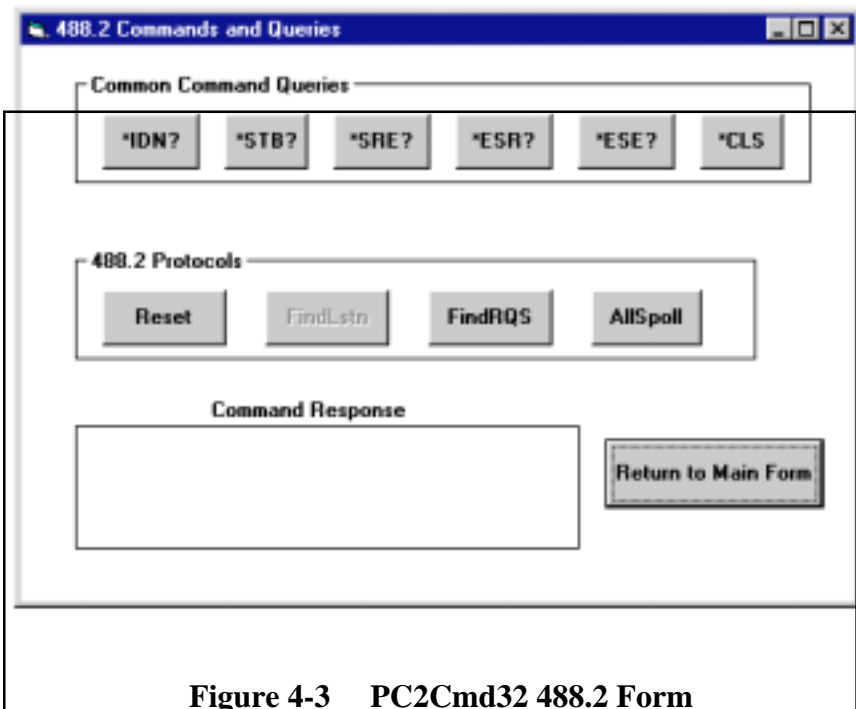 488.2 Commands and Queries
Common Command Queries
*IDN? *STB? *SRE? *ESR? *ESE? *CLS
488.2 Protocols
Reset FindLstn FindRQS AllSpoll
Command Response
Return to Main Form
Figure 4-3 PC2Cmd32 488.2 Form